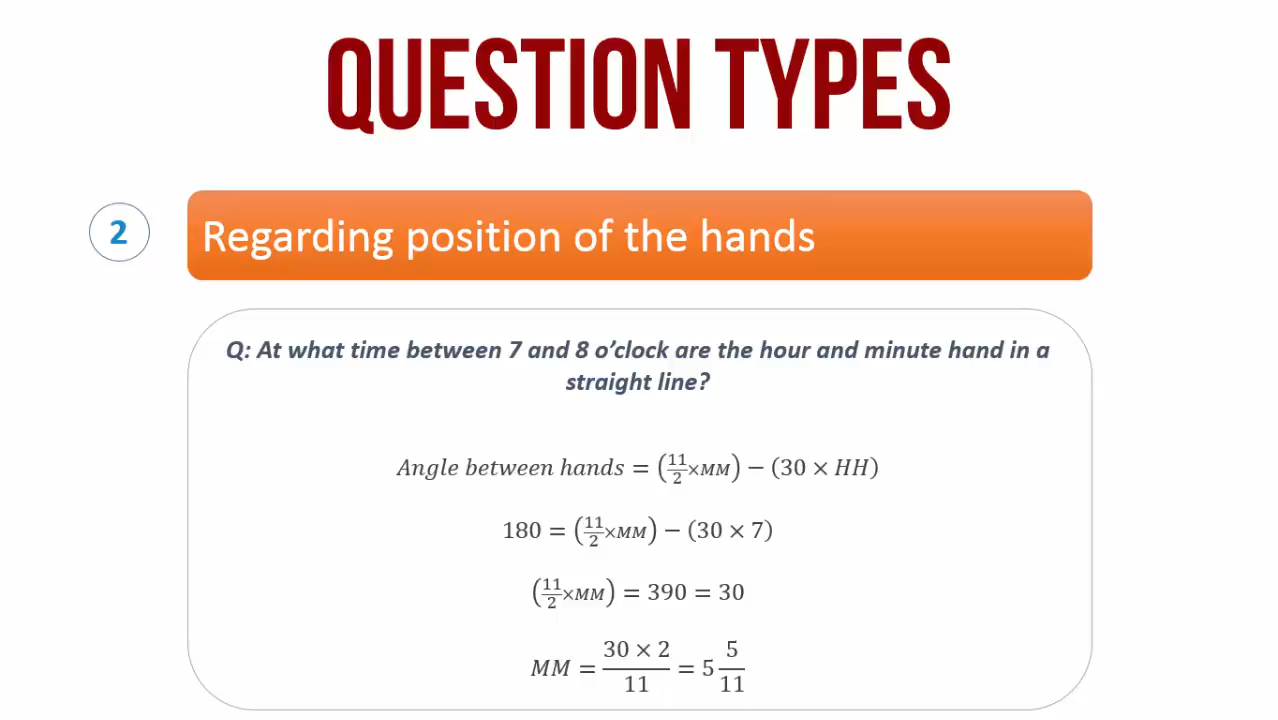 QUESTION TYPES
2
Regarding position of the hands
Q: At what time between 7 and 8 o’clock are the hour and minute hand in a
straight line?
Angle between hands = (11/2 ×MM) − (30 × HH)
180 = (11/2 ×MM) − (30 × 7)
(11/2 ×MM) = 390 = 30
MM = 30 × 2/11 = 5 5/11